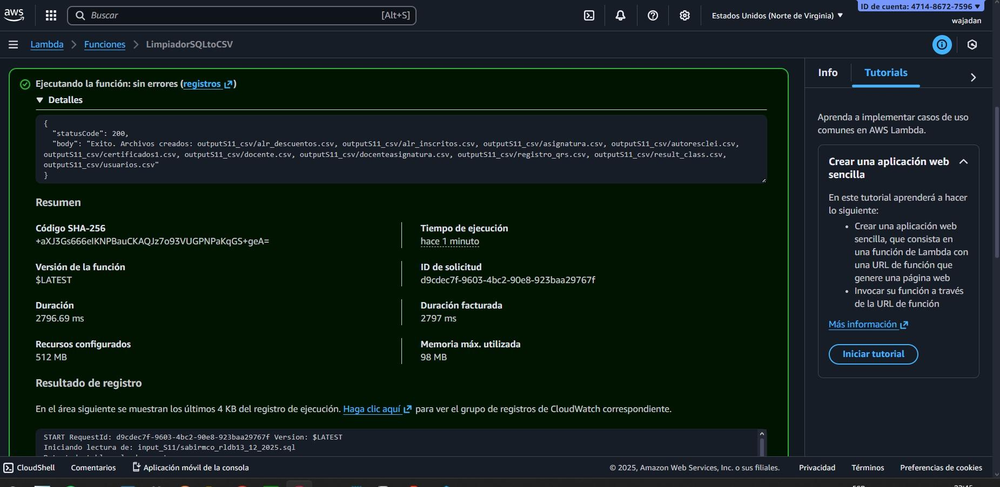 aws
Buscar [Alt+S]
Estados Unidos (Norte de Virginia) ▼
ID de cuenta: 4714-8672-7596 ▼
wajadan
Lambda > Funciones > LimpiadorSQLtoCSV
Ejecutando la función: sin errores (registros)
▼ Detalles
{
"statusCode": 200,
"body": "Exito. Archivos creados: outputS11_csv/alr_descuentos.csv, outputS11_csv/alr_inscritos.csv, outputS11_csv/asignatura.csv, outputS11_csv/autoresclei.csv,
outputS11_csv/certificados1.csv, outputS11_csv/docente.csv, outputS11_csv/docenteasignatura.csv, outputS11_csv/registro_qrs.csv, outputS11_csv/result_class.csv,
outputS11_csv/usuarios.csv"
}
Resumen
Código SHA-256
+aXJ3Gs666eIKNPBauCKAQJz7o93VUGPNPaKqGS+geA=
Tiempo de ejecución
hace 1 minuto
Versión de la función
$LATEST
ID de solicitud
d9cdec7f-9603-4bc2-90e8-923baa29767f
Duración
2796.69 ms
Duración facturada
2797 ms
Recursos configurados
512 MB
Memoria máx. utilizada
98 MB
Resultado de registro
En el área siguiente se muestran los últimos 4 KB del registro de ejecución. Haga clic aquí para ver el grupo de registros de CloudWatch correspondiente.
START RequestId: d9cdec7f-9603-4bc2-90e8-923baa29767f Version: $LATEST
Iniciando lectura de: input_S11/sabirmco_rldb13_12_2025.sql
Info
Tutorials
Aprenda a implementar casos de uso
comunes en AWS Lambda.
Crear una aplicación web
sencilla
En este tutorial aprenderá a hacer
lo siguiente:
• Crear una aplicación web
sencilla, que consista en
una función de Lambda con
una URL de función que
genere una página web
• Invocar su función a través
de la URL de función
Más información
Iniciar tutorial
CloudShell
Comentarios
Aplicación móvil de la consola
© 2025, Amazon Web Services, Inc. o sus filiales.
Privacidad
Términos
Preferencias de cookies